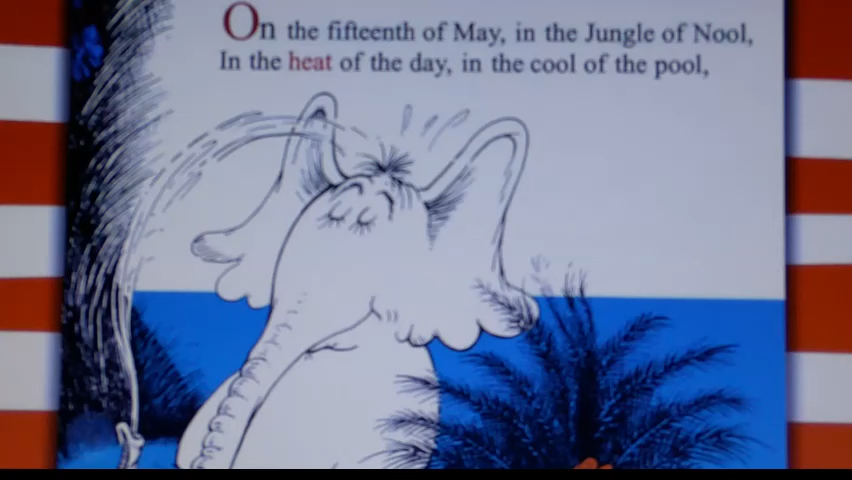 On the fifteenth of May, in the Jungle of Nool,
In the heat of the day, in the cool of the pool,